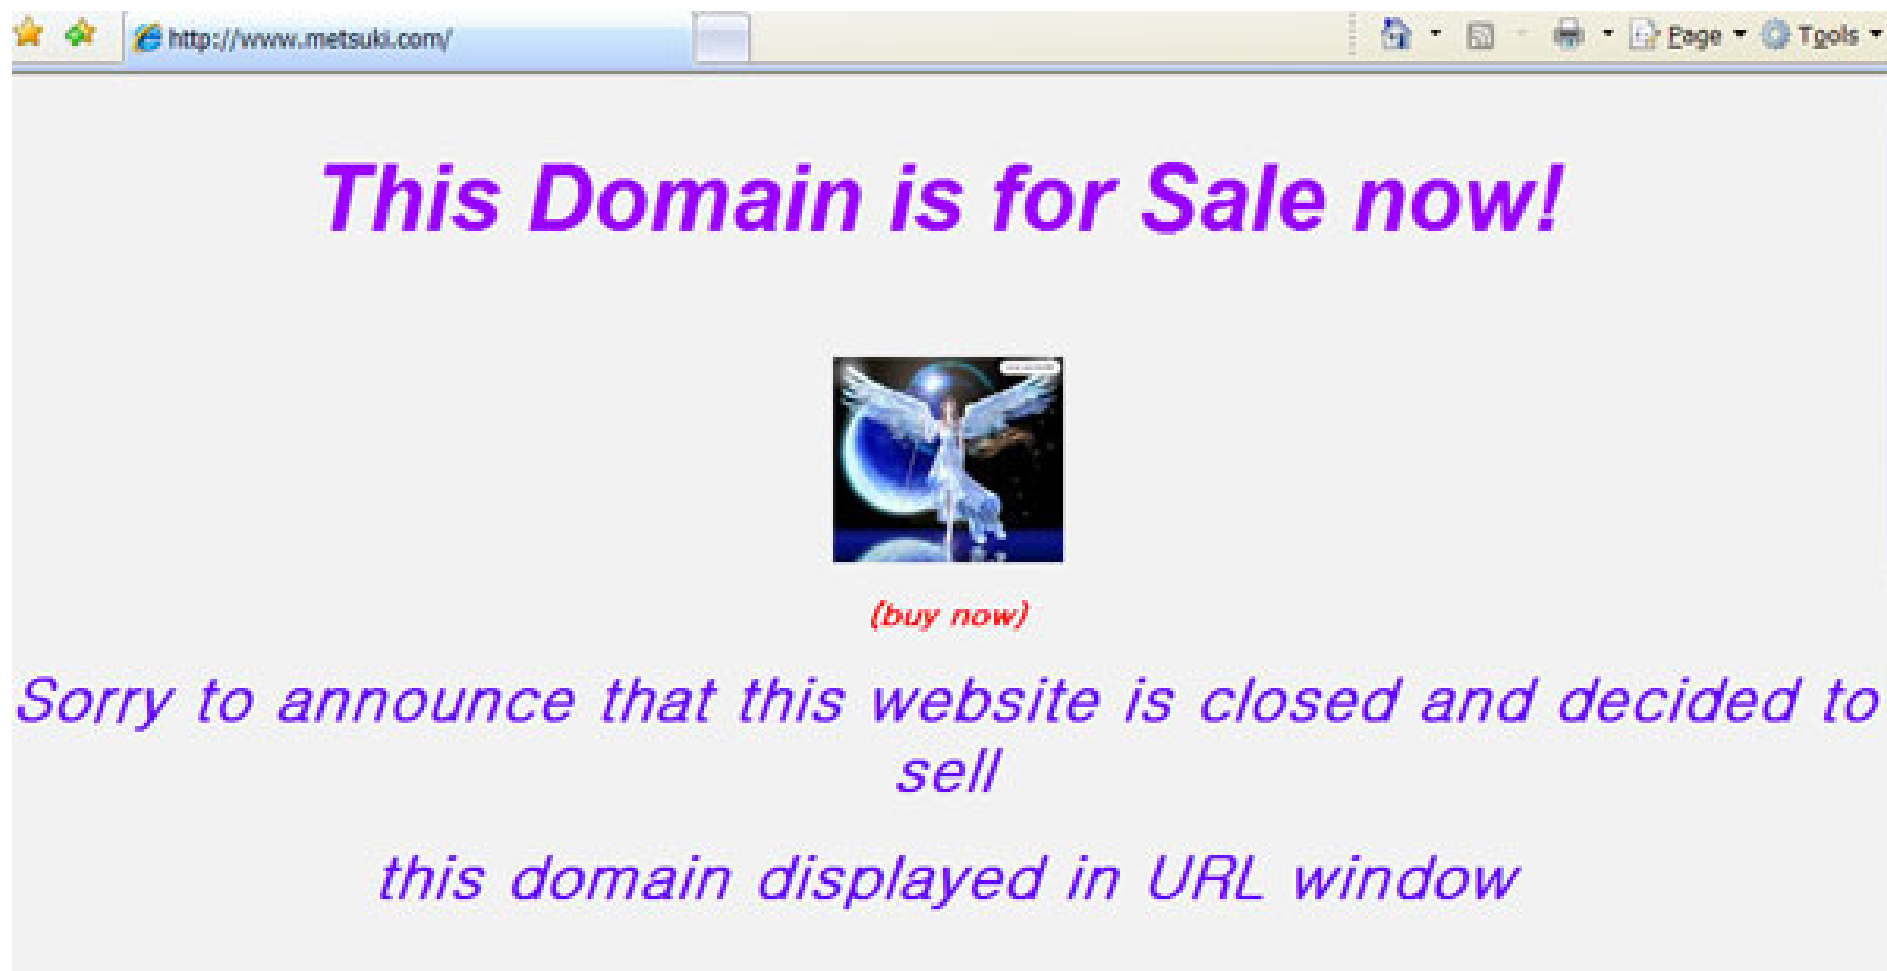 http://www.metsuki.com/
Page
Tools
This Domain is for Sale now!
(buy now)
Sorry to announce that this website is closed and decided to
sell
this domain displayed in URL window